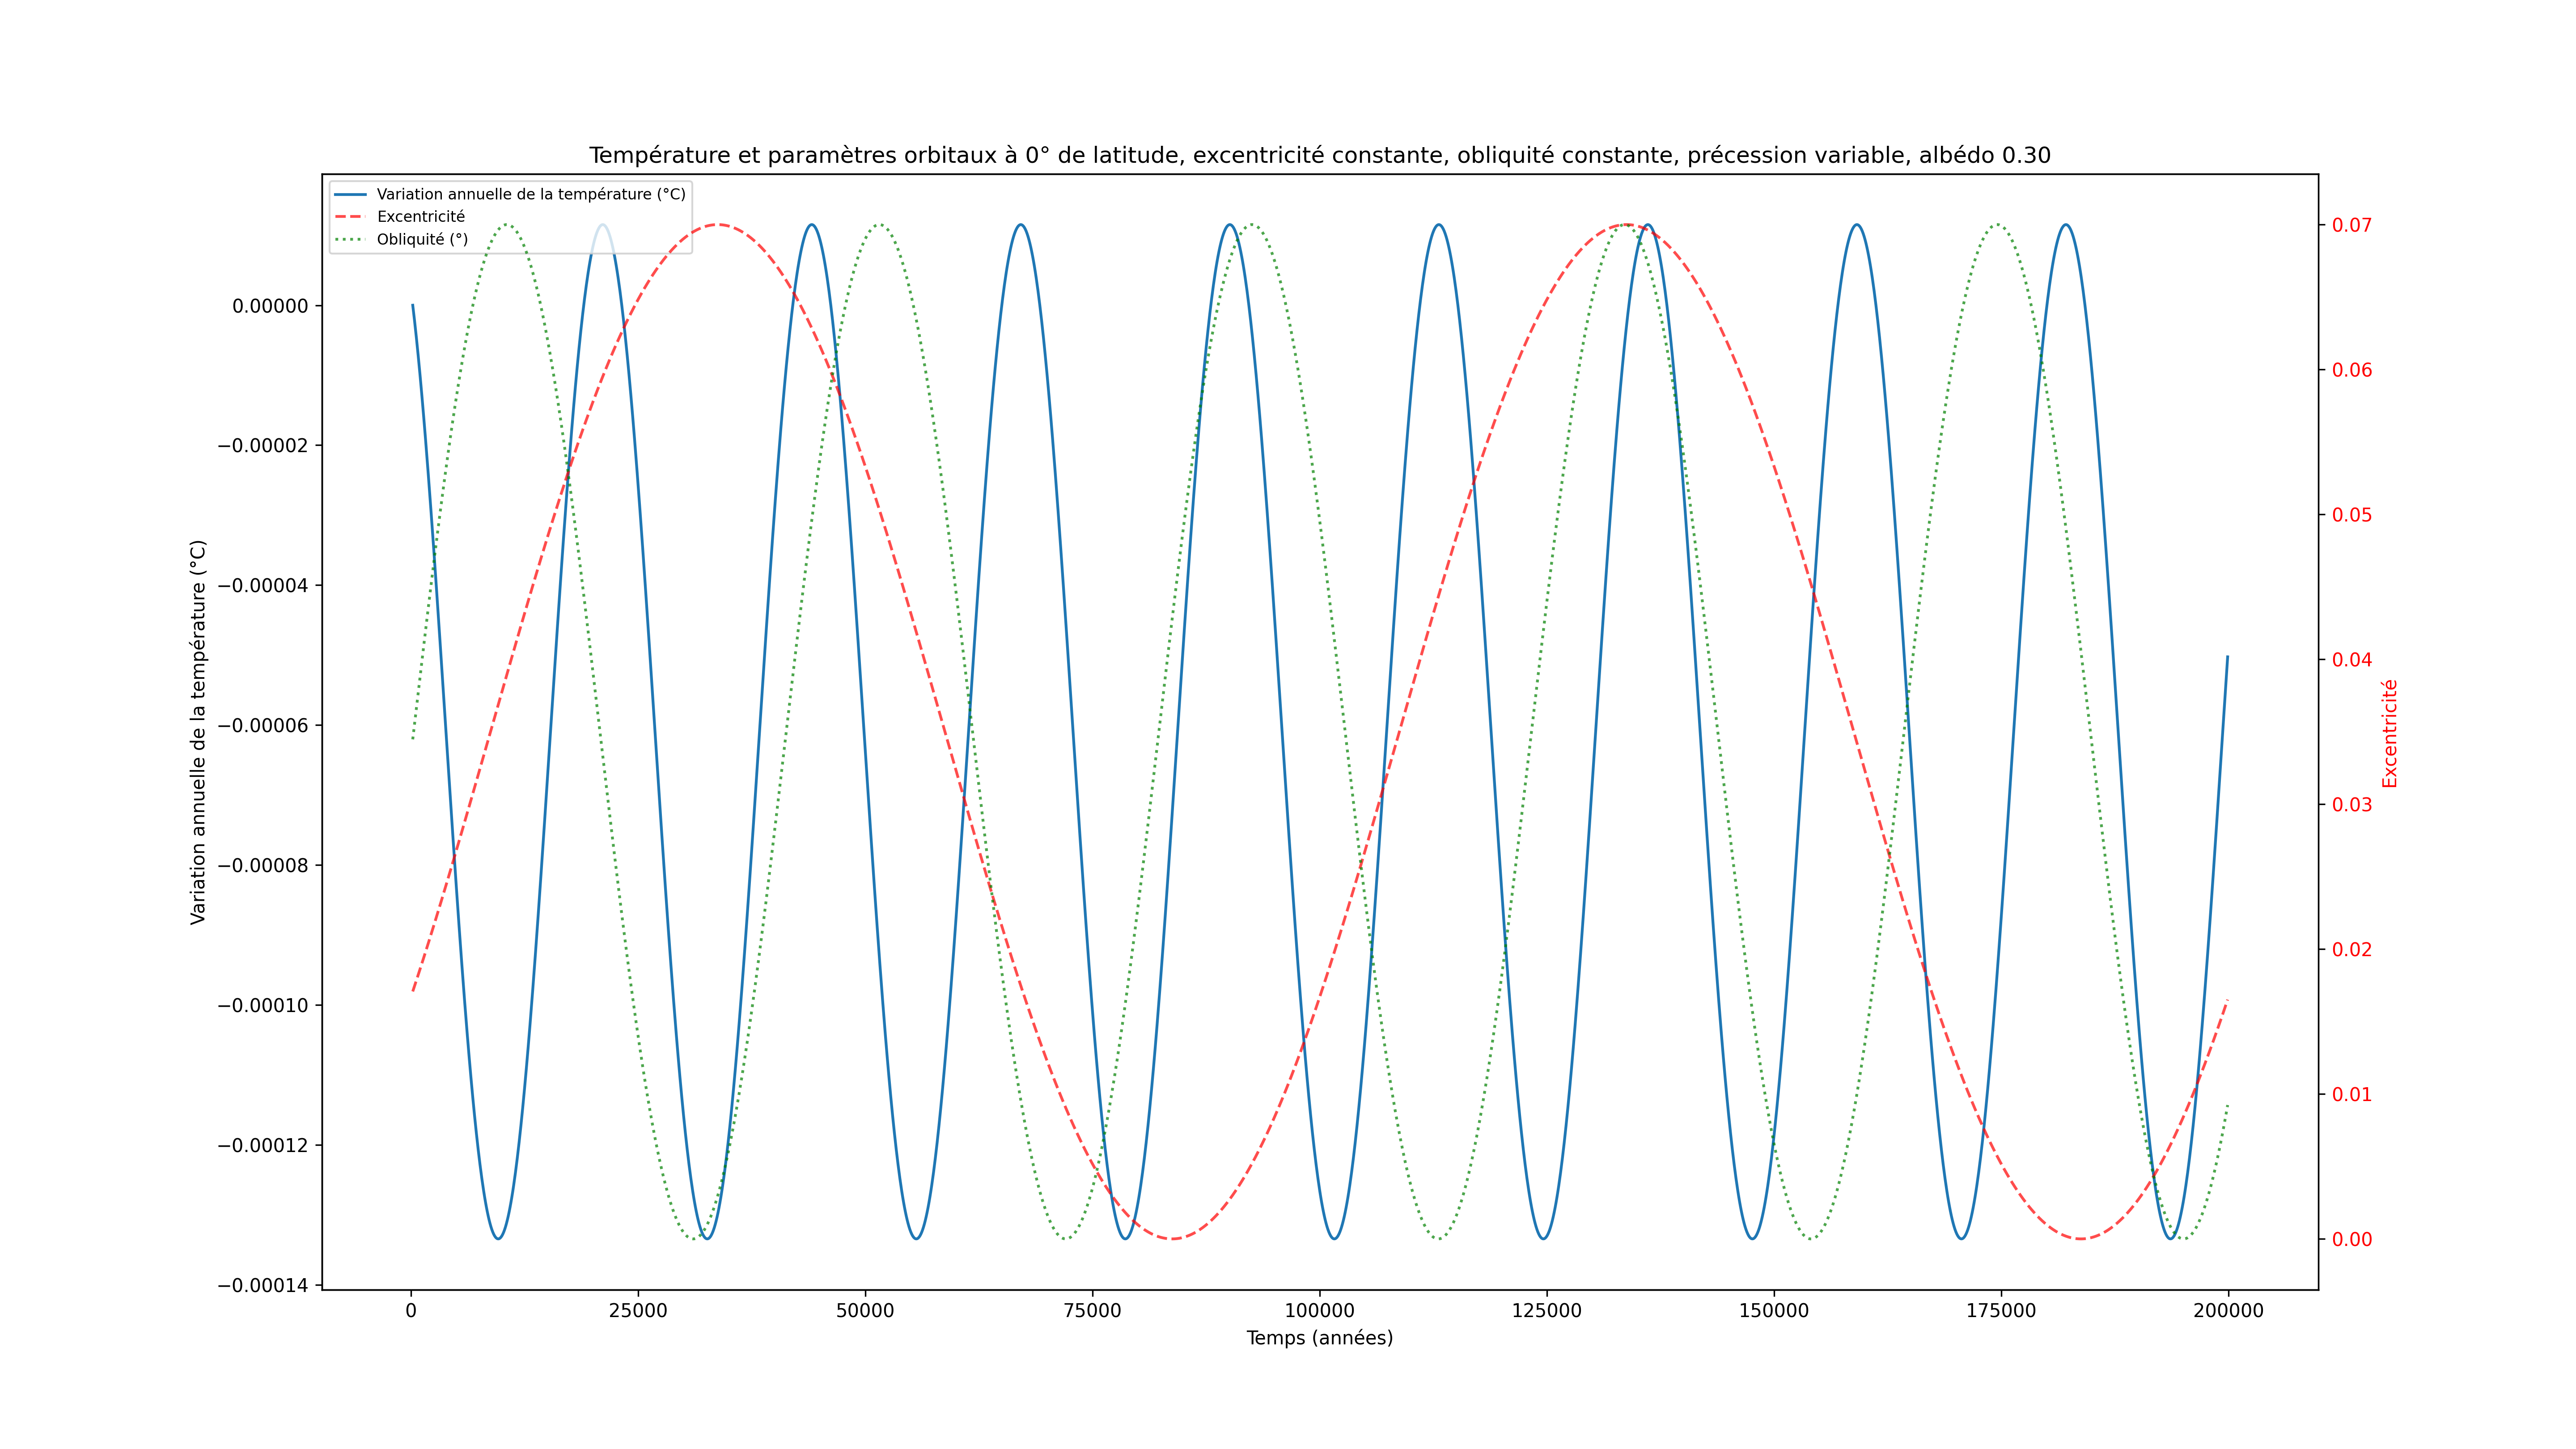 Température et paramètres orbitaux à 0° de latitude, excentricité constante, obliquité constante, précession variable, albédo 0.30
Variation annuelle de la température (°C)
Excentricité
Obliquité (°)
Variation annuelle de la température (°C)
0.00000
−0.00002
−0.00004
−0.00006
−0.00008
−0.00010
−0.00012
−0.00014
0.07
0.06
0.05
0.04
0.03
0.02
0.01
0.00
Excentricité
0 25000 50000 75000 100000 125000 150000 175000 200000
Temps (années)